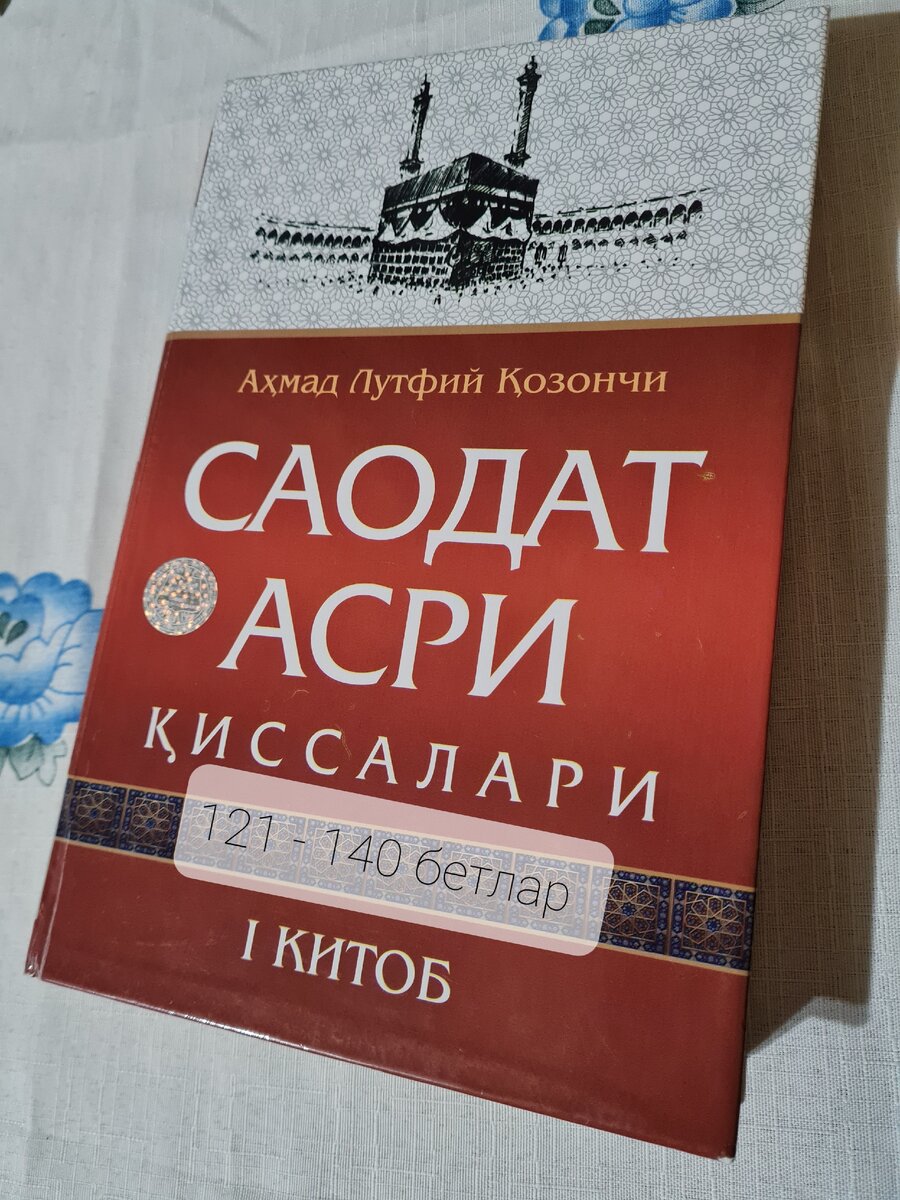 Аҳмад Лутфий Қозончи
САОДАТ
АСРИ
ҚИССАЛАРИ
121 - 140 бетлар
I КИТОБ